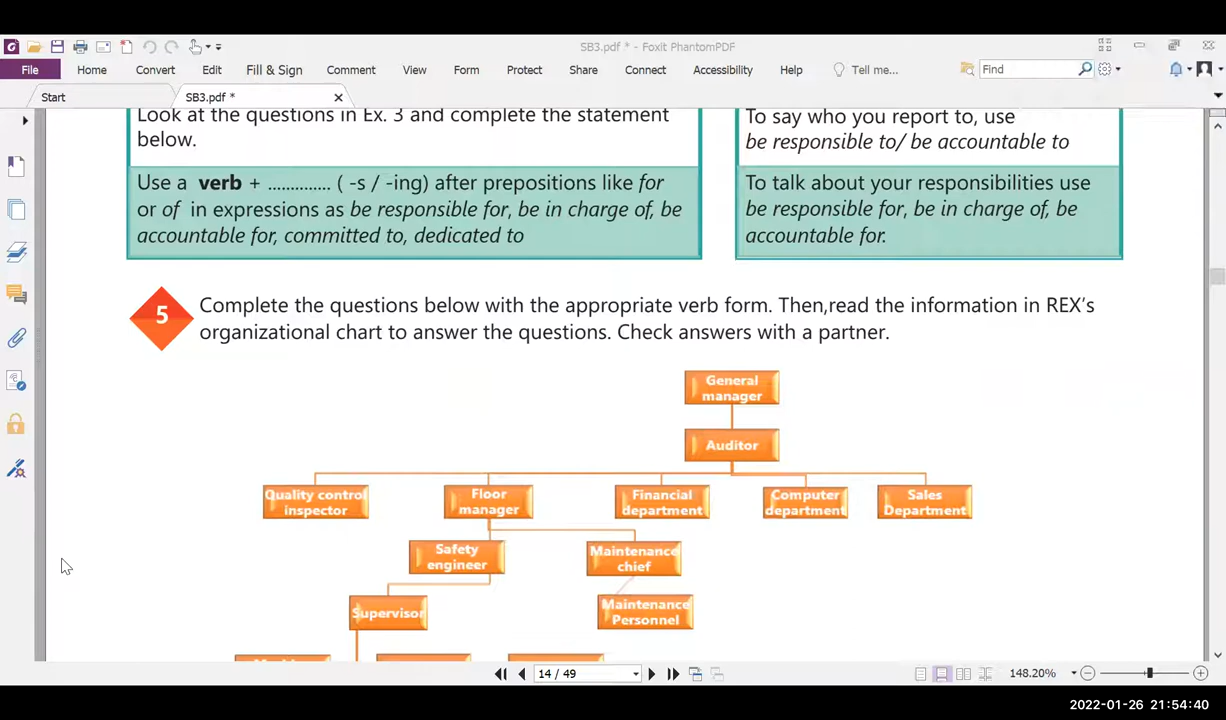 SB3.pdf * - Foxit PhantomPDF
File Home Convert Edit Fill & Sign Comment View Form Protect Share Connect Accessibility Help Tell me... Find
Start SB3.pdf *
Look at the questions in Ex. 3 and complete the statement
below.
Use a verb + ............. ( -s / -ing) after prepositions like for
or of in expressions as be responsible for, be in charge of, be
accountable for, committed to, dedicated to
To say who you report to, use
be responsible to/ be accountable to
To talk about your responsibilities use
be responsible for, be in charge of, be
accountable for.
5
Complete the questions below with the appropriate verb form. Then,read the information in REX's
organizational chart to answer the questions. Check answers with a partner.
General
manager
Auditor
Quality control
inspector
Floor
manager
Financial
department
Computer
department
Sales
Department
Safety
engineer
Maintenance
chief
Supervisor
Maintenance
Personnel
14 / 49
148.20%
2022-01-26 21:54:40